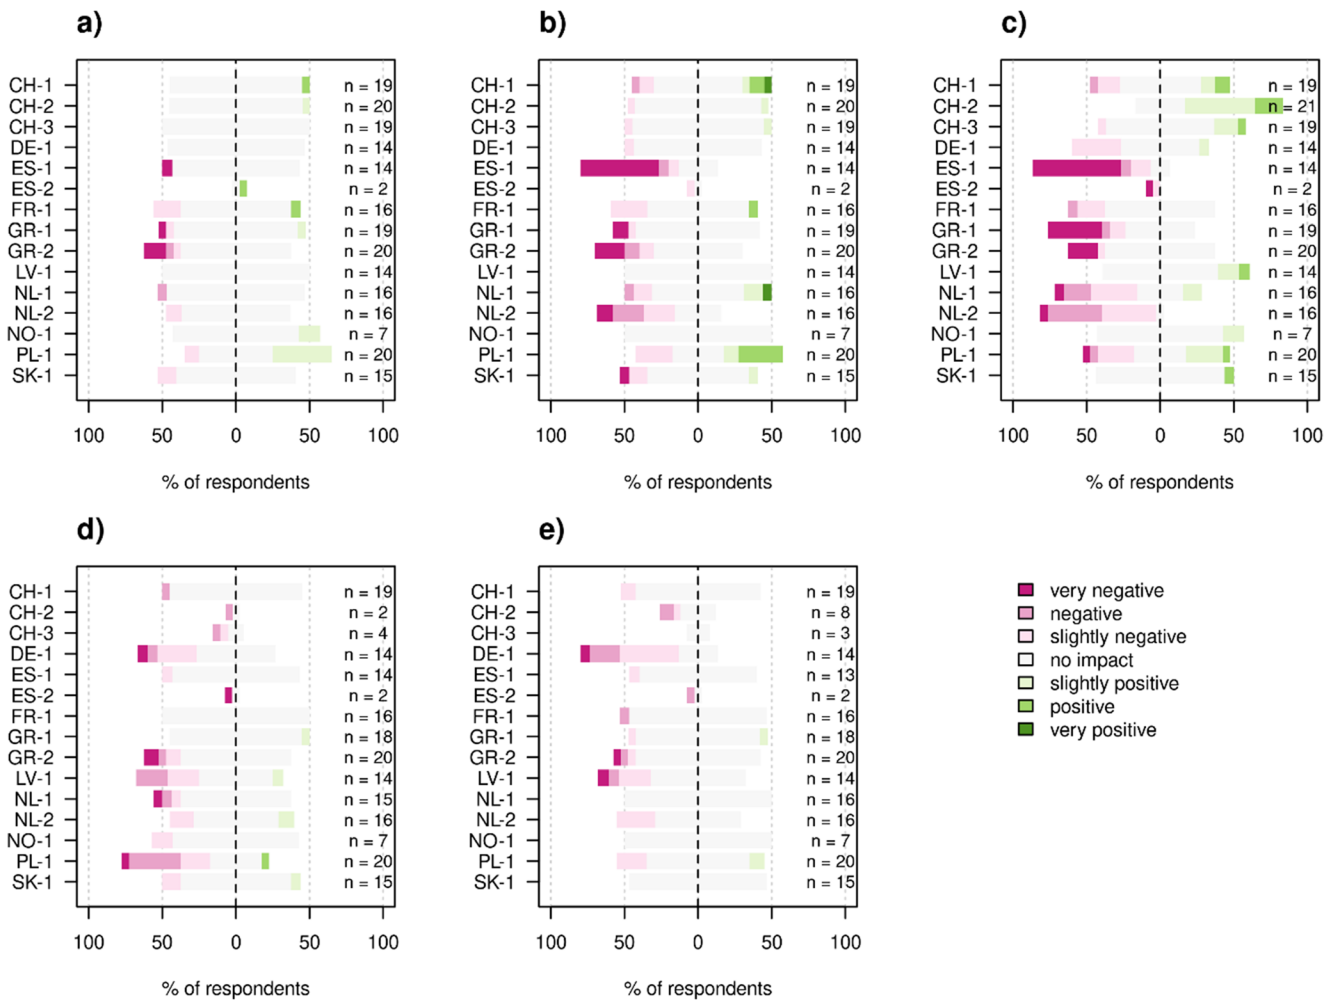 a)
CH-1 n = 19
CH-2 n = 20
CH-3 n = 19
DE-1 n = 14
ES-1 n = 14
ES-2 n = 2
FR-1 n = 16
GR-1 n = 19
GR-2 n = 20
LV-1 n = 14
NL-1 n = 16
NL-2 n = 16
NO-1 n = 7
PL-1 n = 20
SK-1 n = 15
100 50 0 50 100
% of respondents
b)
CH-1 n = 19
CH-2 n = 20
CH-3 n = 19
DE-1 n = 14
ES-1 n = 14
ES-2 n = 2
FR-1 n = 16
GR-1 n = 19
GR-2 n = 20
LV-1 n = 14
NL-1 n = 16
NL-2 n = 16
NO-1 n = 7
PL-1 n = 20
SK-1 n = 15
100 50 0 50 100
% of respondents
c)
CH-1 n = 19
CH-2 n = 21
CH-3 n = 19
DE-1 n = 14
ES-1 n = 14
ES-2 n = 2
FR-1 n = 16
GR-1 n = 19
GR-2 n = 20
LV-1 n = 14
NL-1 n = 16
NL-2 n = 16
NO-1 n = 7
PL-1 n = 20
SK-1 n = 15
100 50 0 50 100
% of respondents
d)
CH-1 n = 19
CH-2 n = 2
CH-3 n = 4
DE-1 n = 14
ES-1 n = 14
ES-2 n = 2
FR-1 n = 16
GR-1 n = 18
GR-2 n = 20
LV-1 n = 14
NL-1 n = 15
NL-2 n = 16
NO-1 n = 7
PL-1 n = 20
SK-1 n = 15
100 50 0 50 100
% of respondents
e)
CH-1 n = 19
CH-2 n = 8
CH-3 n = 3
DE-1 n = 14
ES-1 n = 13
ES-2 n = 2
FR-1 n = 16
GR-1 n = 18
GR-2 n = 20
LV-1 n = 14
NL-1 n = 16
NL-2 n = 16
NO-1 n = 7
PL-1 n = 20
SK-1 n = 15
100 50 0 50 100
% of respondents
very negative
negative
slightly negative
no impact
slightly positive
positive
very positive